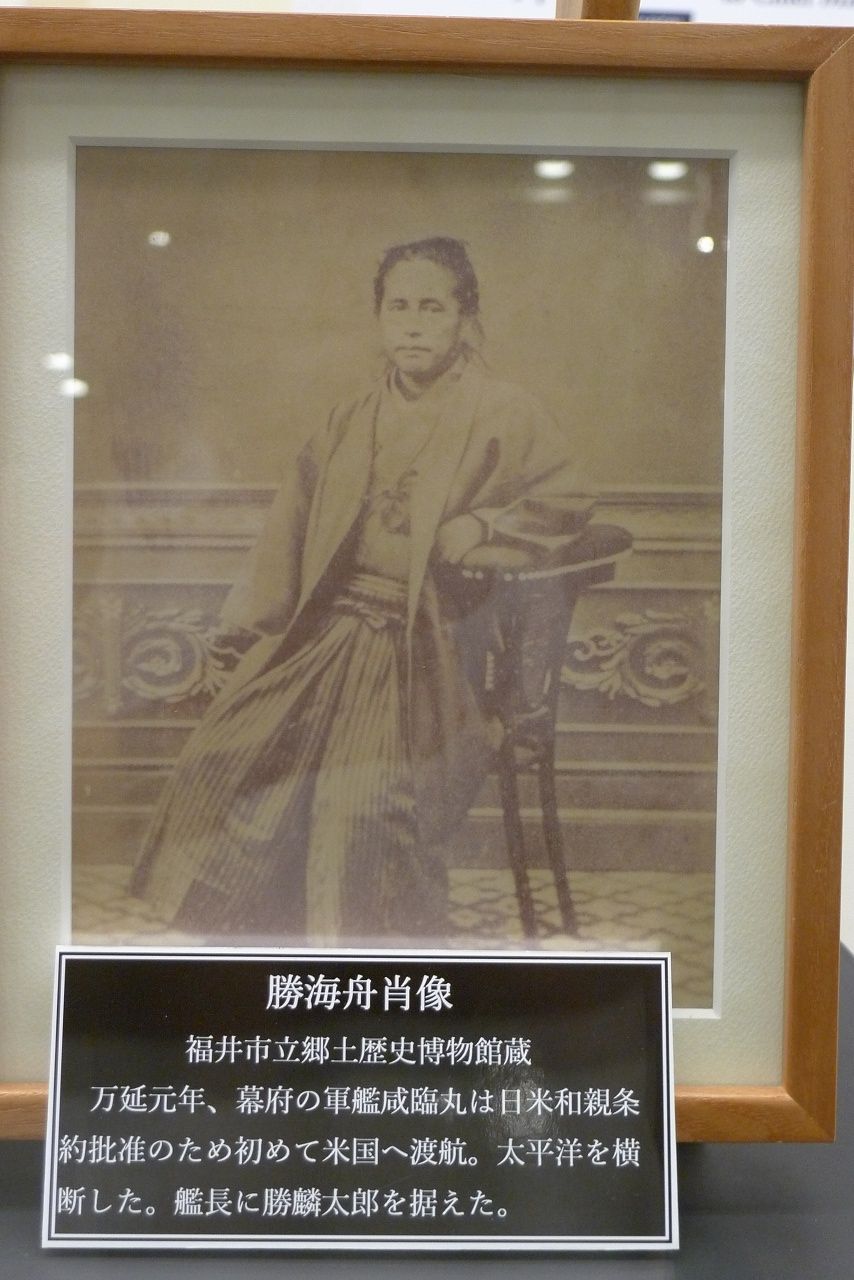 勝海舟肖像
福井市立郷土歴史博物館蔵
万延元年、幕府の軍艦咸臨丸は日米和親条
約批准のため初めて米国へ渡航。太平洋を横
断した。艦長に勝麟太郎を据えた。